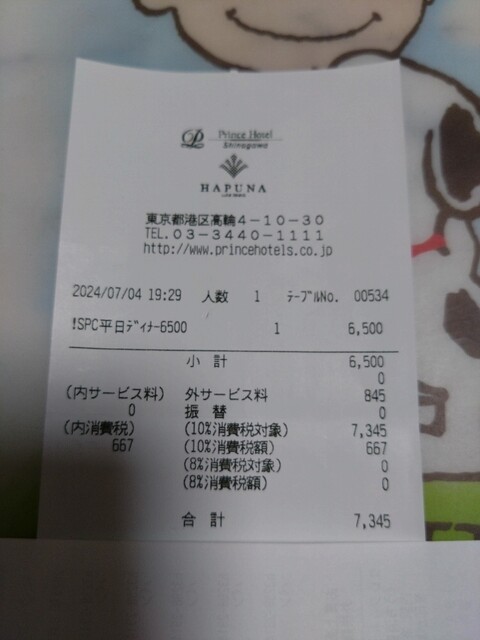 Prince Hotel
Shinagawa
HAPUNA
東京都港区高輪4-10-30
TEL.03-3440-1111
http://www.princehotels.co.jp
2024/07/04 19:29 人数 1 テーブルNo. 00534
!SPC平日ディナー6500 1 6,500
小 計 6,500
0
(内サービス料) 外サービス料 845
0 振 替 0
(内消費税) (10%消費税対象) 7,345
667 (10%消費税額) 667
(8%消費税対象) 0
(8%消費税額) 0
合 計 7,345